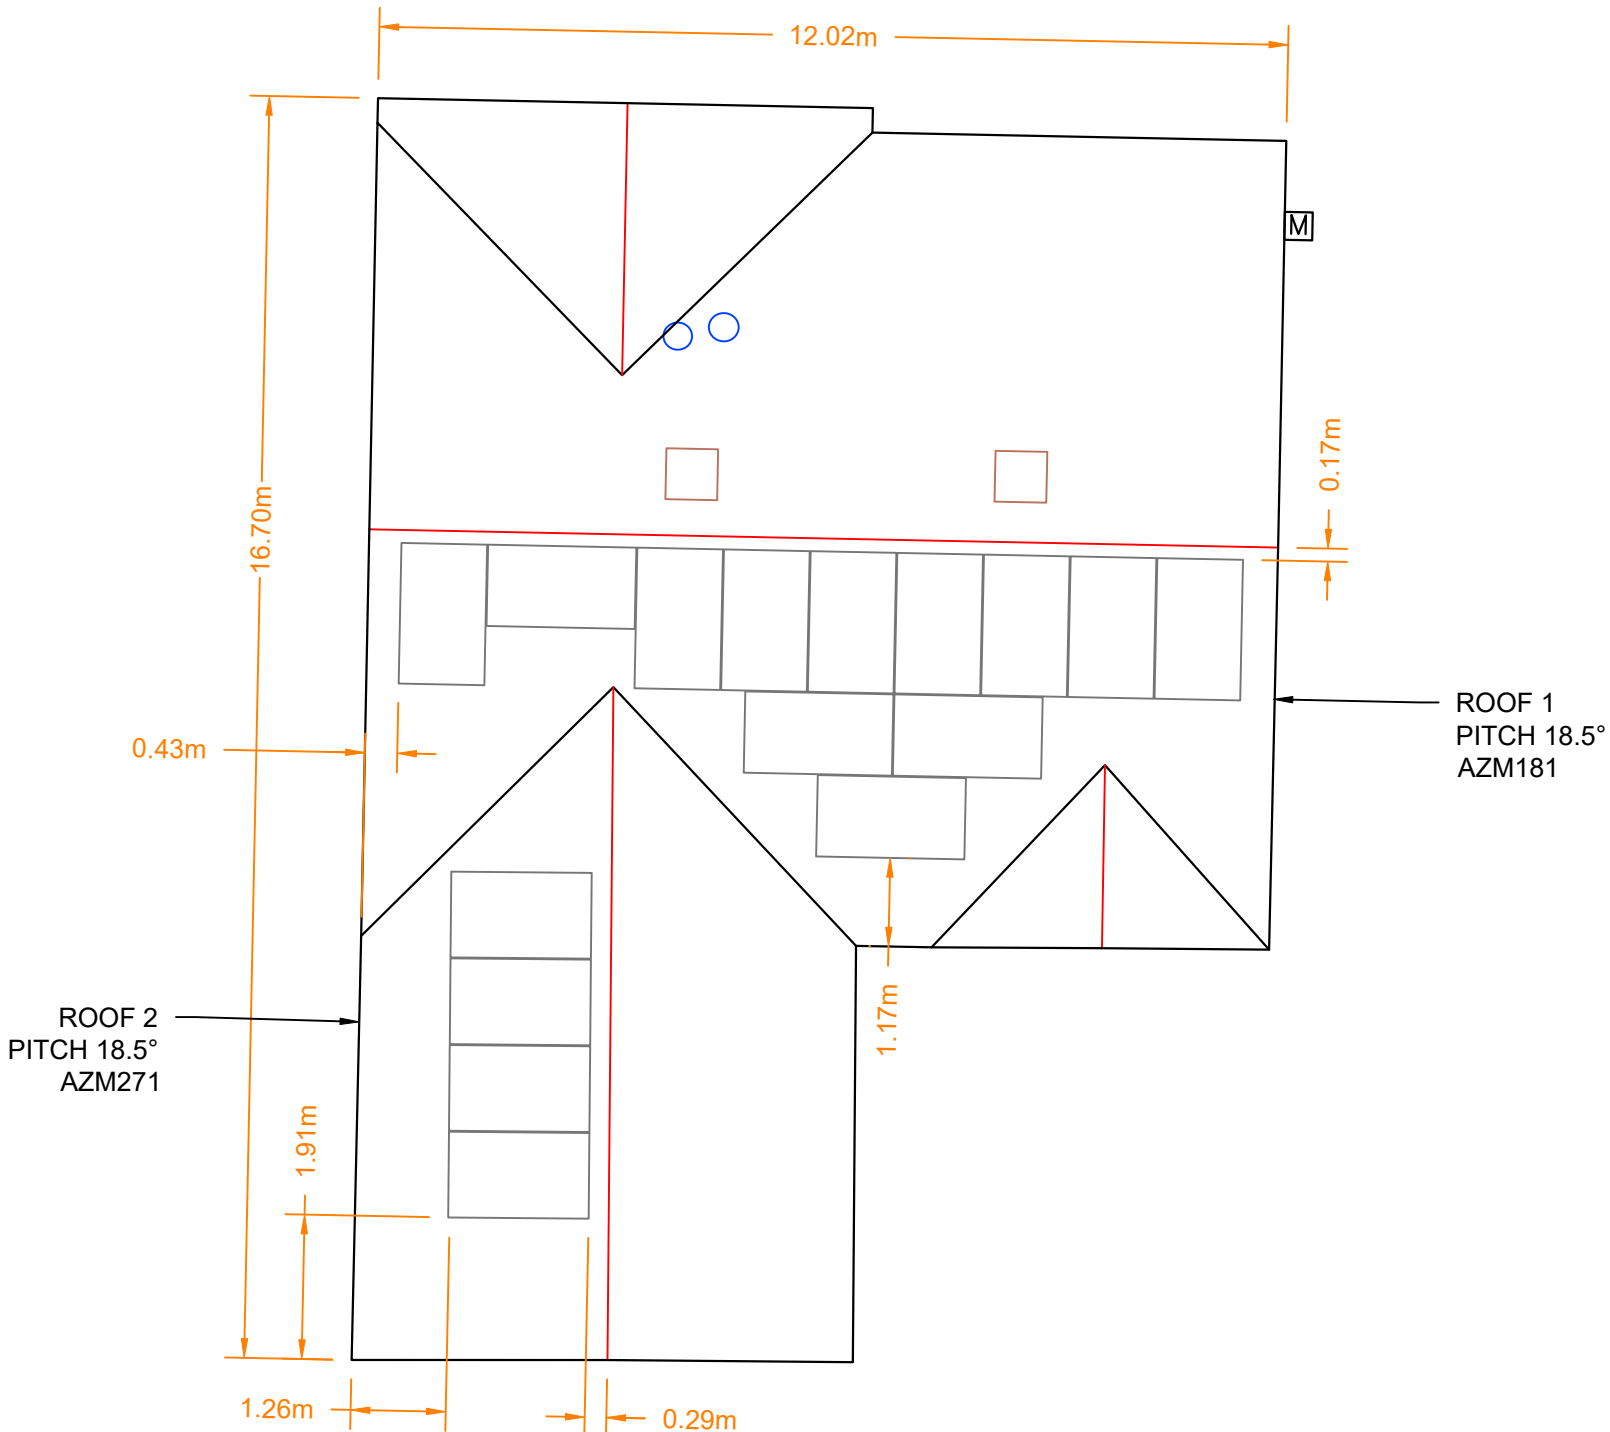 12.02m
M
16.70m
0.17m
ROOF 1
PITCH 18.5°
AZM181
0.43m
1.17m
ROOF 2
PITCH 18.5°
AZM271
1.91m
1.26m
0.29m